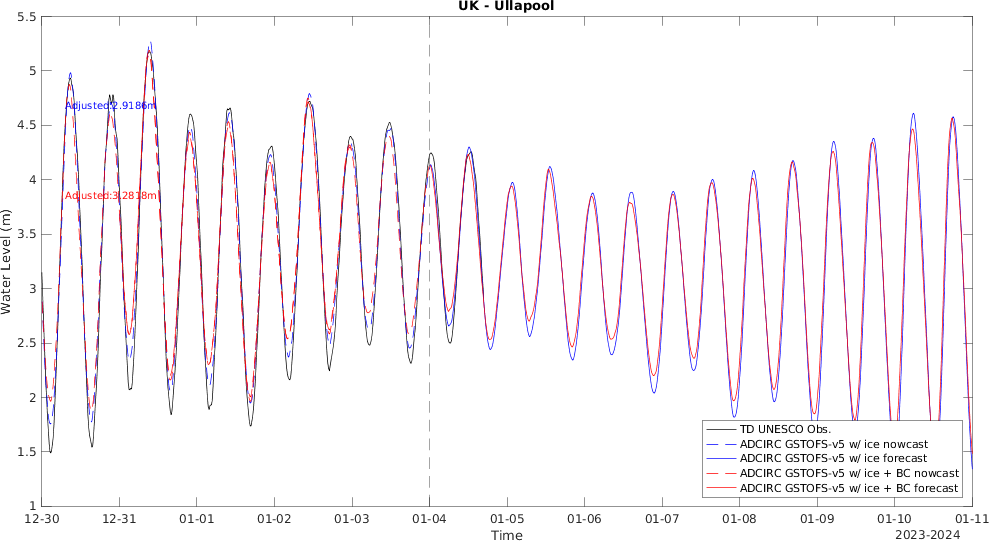 UK - Ullapool
5.5
5
4.5
4
3.5
3
2.5
2
1.5
1
Water Level (m)
Adjusted:2.9186m
Adjusted:3.2818m
TD UNESCO Obs.
ADCIRC GSTOFS-v5 w/ ice nowcast
ADCIRC GSTOFS-v5 w/ ice forecast
ADCIRC GSTOFS-v5 w/ ice + BC nowcast
ADCIRC GSTOFS-v5 w/ ice + BC forecast
12-30 12-31 01-01 01-02 01-03 01-04 01-05 01-06 01-07 01-08 01-09 01-10 01-11
Time
2023-2024